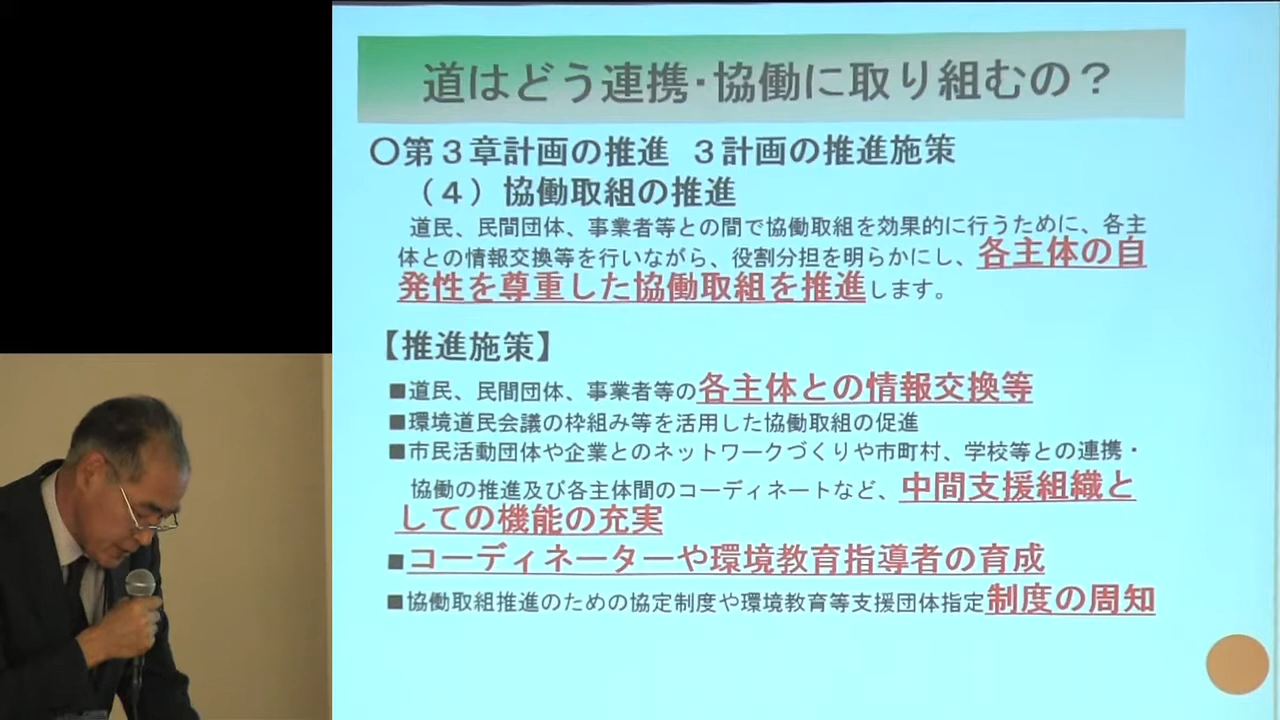 道はどう連携・協働に取り組むの？
〇第３章計画の推進　３計画の推進施策
（４）協働取組の推進
道民、民間団体、事業者等との間で協働取組を効果的に行うために、各主
体との情報交換等を行いながら、役割分担を明らかにし、各主体の自
発性を尊重した協働取組を推進します。
【推進施策】
■道民、民間団体、事業者等の各主体との情報交換等
■環境道民会議の枠組み等を活用した協働取組の促進
■市民活動団体や企業とのネットワークづくりや市町村、学校等との連携・
協働の推進及び各主体間のコーディネートなど、中間支援組織と
しての機能の充実
■コーディネーターや環境教育指導者の育成
■協働取組推進のための協定制度や環境教育等支援団体指定制度の周知